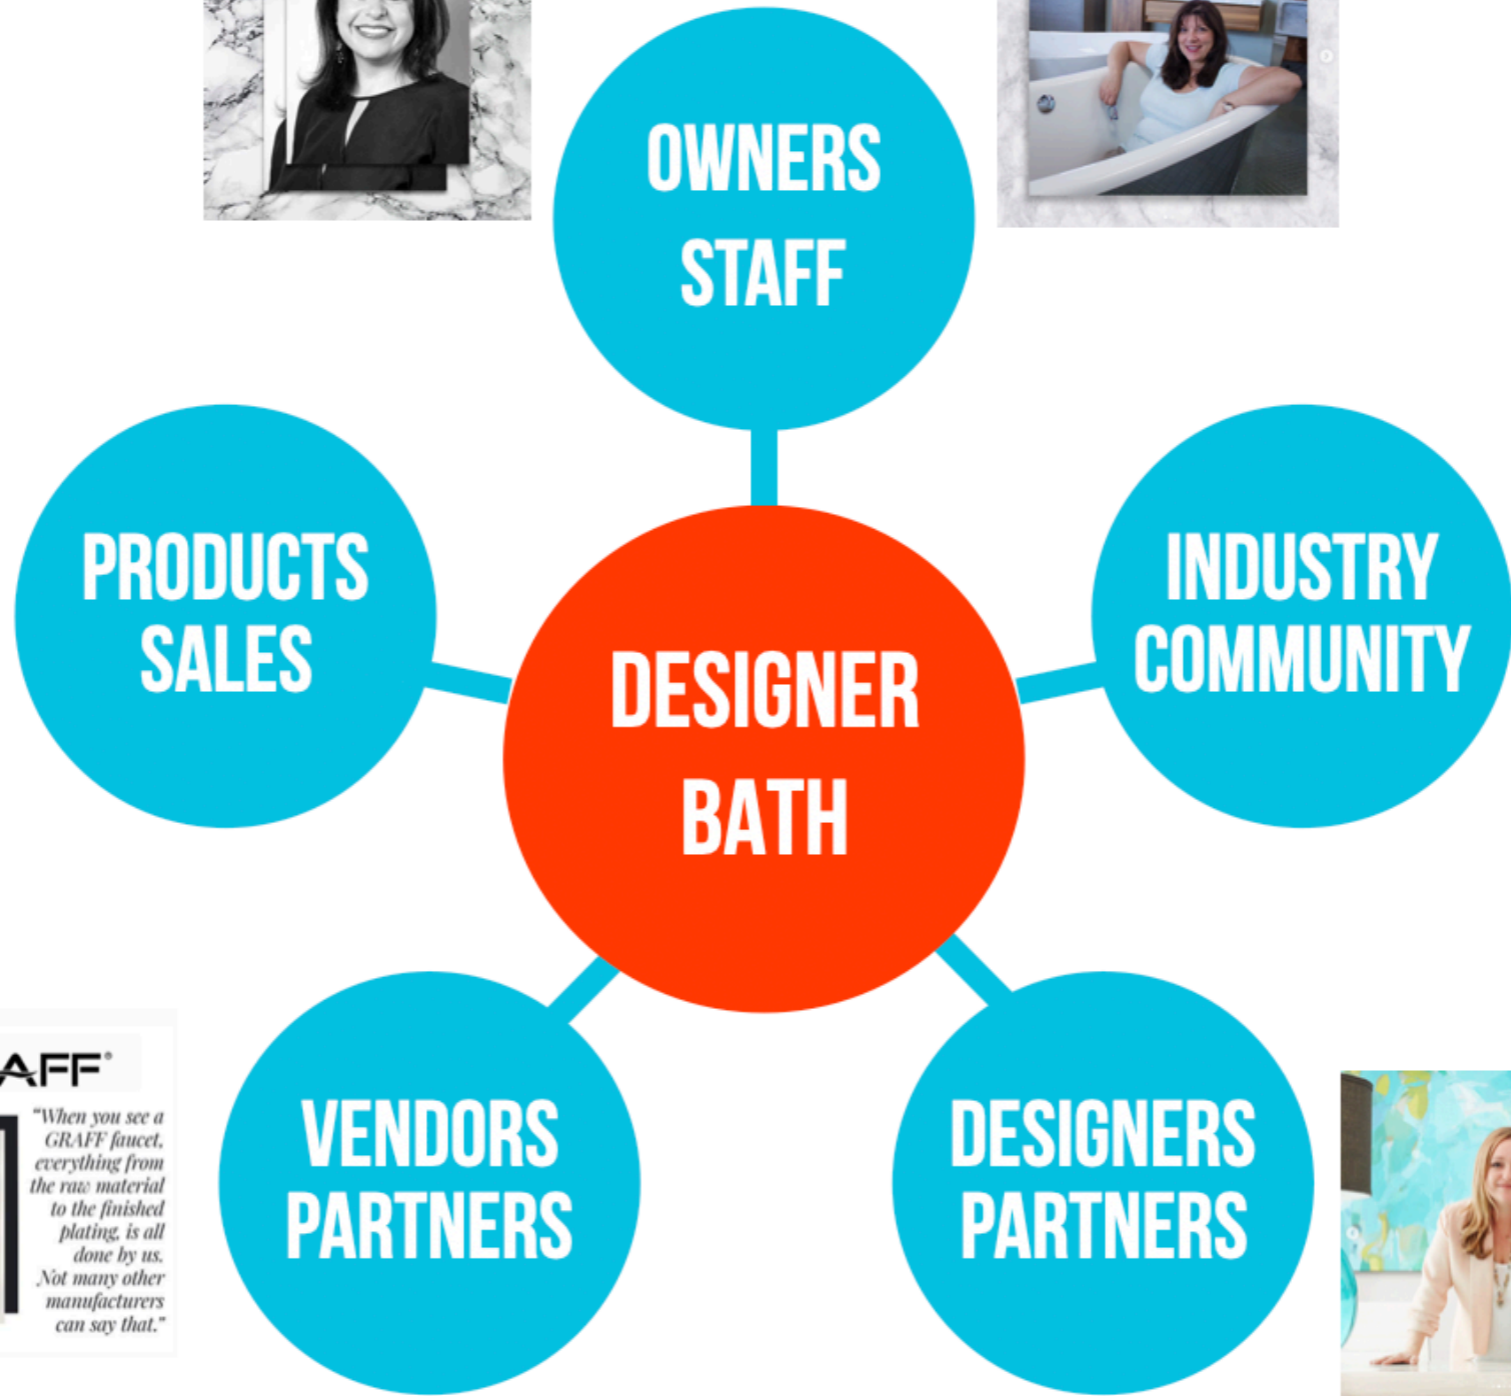 OWNERS
STAFF
PRODUCTS
SALES
INDUSTRY
COMMUNITY
DESIGNER
BATH
AFF®
“When you see a
GRAFF faucet,
everything from
the raw material
to the finished
plating, is all
done by us.
Not many other
manufacturers
can say that.”
VENDORS
PARTNERS
DESIGNERS
PARTNERS